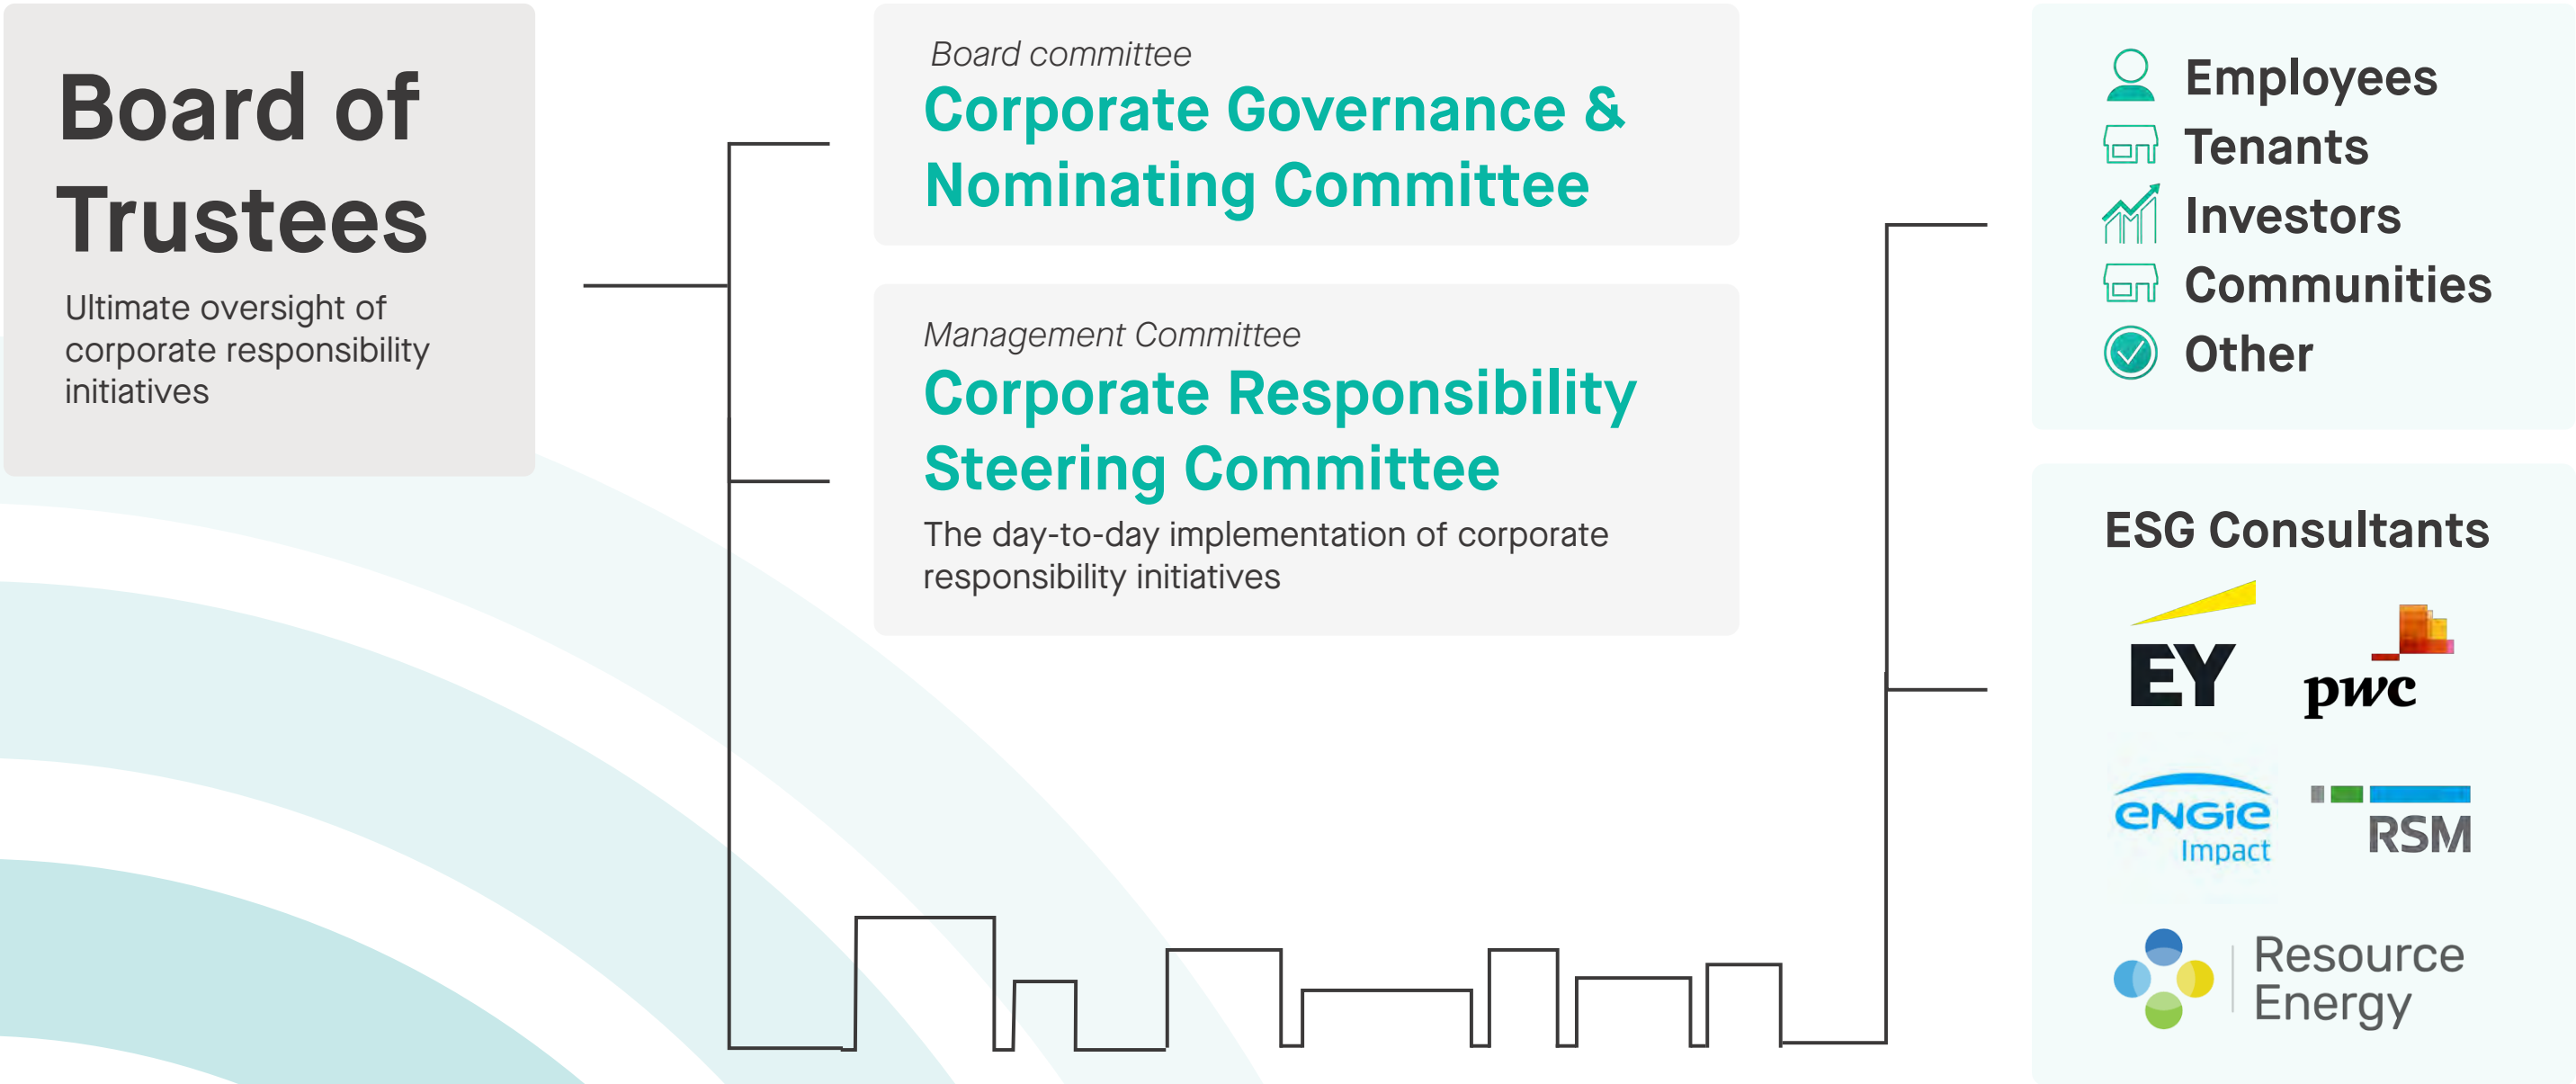 Board of
Trustees
Ultimate oversight of
corporate responsibility
initiatives
Board committee
Corporate Governance &
Nominating Committee
Management Committee
Corporate Responsibility
Steering Committee
The day-to-day implementation of corporate
responsibility initiatives
Employees
Tenants
Investors
Communities
Other
ESG Consultants
EY
pwc
ENGiE
Impact
RSM
Resource
Energy